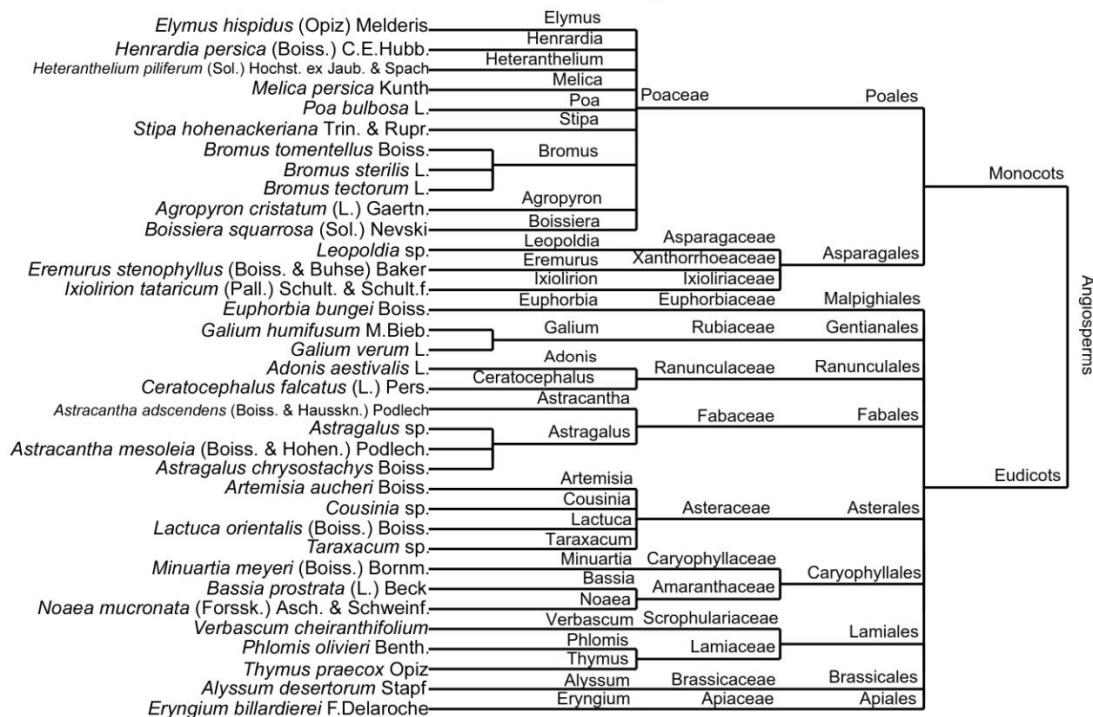 Elymus hispidus (Opiz) Melderis
Elymus
Henrardia persica (Boiss.) C.E.Hubb.
Henrardia
Heteranthelium piliferum (Sol.) Hochst. ex Jaub. & Spach
Heteranthelium
Melica persica Kunth
Melica
Poa bulbosa L.
Poa
Poaceae
Poales
Stipa hohenackeriana Trin. & Rupr.
Stipa
Bromus tomentellus Boiss.
Bromus
Bromus sterilis L.
Bromus tectorum L.
Monocots
Agropyron cristatum (L.) Gaertn.
Agropyron
Boissiera squarrosa (Sol.) Nevski
Boissiera
Leopoldia sp.
Leopoldia
Asparagaceae
Eremurus stenophyllus (Boiss. & Buhse) Baker
Eremurus
Xanthorrhoeaceae
Asparagales
Ixiolirion tataricum (Pall.) Schult. & Schult.f.
Ixiolirion
Ixioliriaceae
Euphorbia bungei Boiss.
Euphorbia
Euphorbiaceae
Malpighiales
Angiosperms
Galium humifusum M.Bieb.
Galium
Rubiaceae
Gentianales
Galium verum L.
Adonis aestivalis L.
Adonis
Ranunculaceae
Ranunculales
Ceratocephalus falcatus (L.) Pers.
Ceratocephalus
Astracantha adscendens (Boiss. & Hausskn.) Podlech
Astracantha
Fabaceae
Fabales
Astragalus sp.
Astragalus
Astracantha mesoleia (Boiss. & Hohen.) Podlech.
Astragalus chrysostachys Boiss.
Eudicots
Artemisia aucheri Boiss.
Artemisia
Cousinia sp.
Cousinia
Asteraceae
Asterales
Lactuca orientalis (Boiss.) Boiss.
Lactuca
Taraxacum sp.
Taraxacum
Minuartia meyeri (Boiss.) Bornm.
Minuartia
Caryophyllaceae
Caryophyllales
Bassia prostrata (L.) Beck
Bassia
Amaranthaceae
Noaea mucronata (Forssk.) Asch. & Schweinf.
Noaea
Verbascum cheiranthifolium
Verbascum
Scrophulariaceae
Lamiales
Phlomis olivieri Benth.
Phlomis
Lamiaceae
Thymus praecox Opiz
Thymus
Alyssum desertorum Stapf
Alyssum
Brassicaceae
Brassicales
Eryngium billardierei F.Delaroche
Eryngium
Apiaceae
Apiales